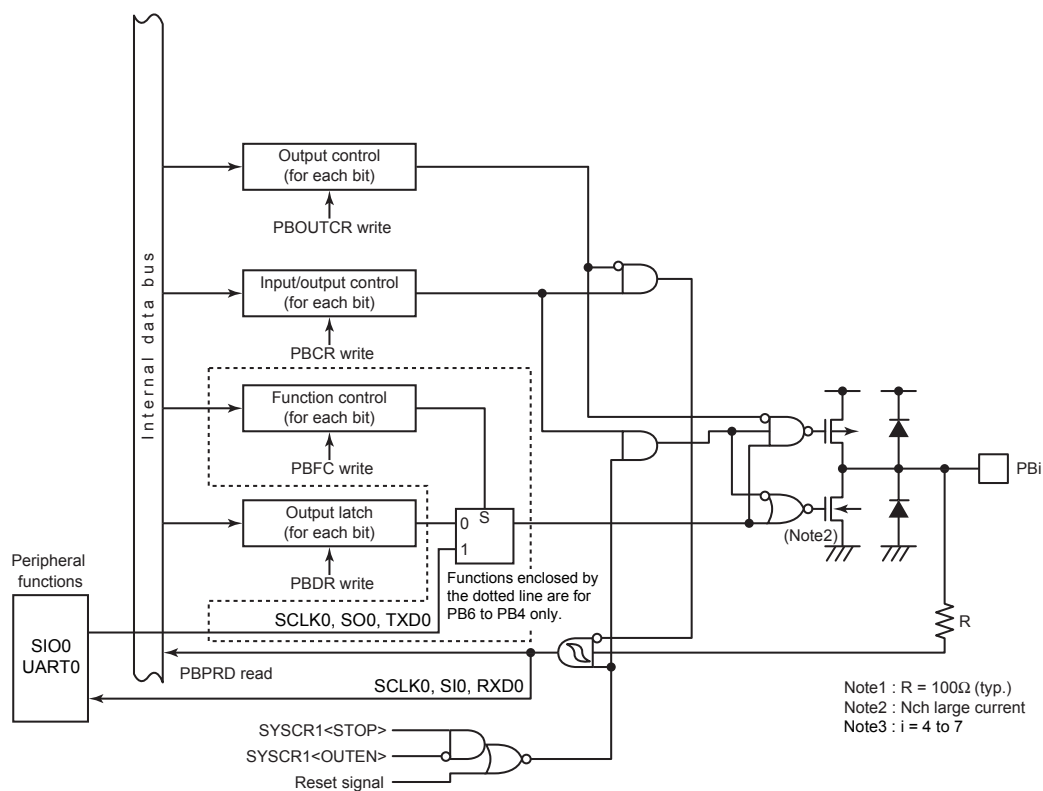 Output control
(for each bit)
PBOUTCR write
Internal data bus
Input/output control
(for each bit)
PBCR write
Function control
(for each bit)
PBFC write
Output latch
(for each bit)
PBDR write
S
0
1
Functions enclosed by
the dotted line are for
PB6 to PB4 only.
PBi
(Note2)
R
Peripheral
functions
SIO0
UART0
SCLK0, SO0, TXD0
PBPRD read
SCLK0, SI0, RXD0
SYSCR1<STOP>
SYSCR1<OUTEN>
Reset signal
Note1 : R = 100Ω (typ.)
Note2 : Nch large current
Note3 : i = 4 to 7